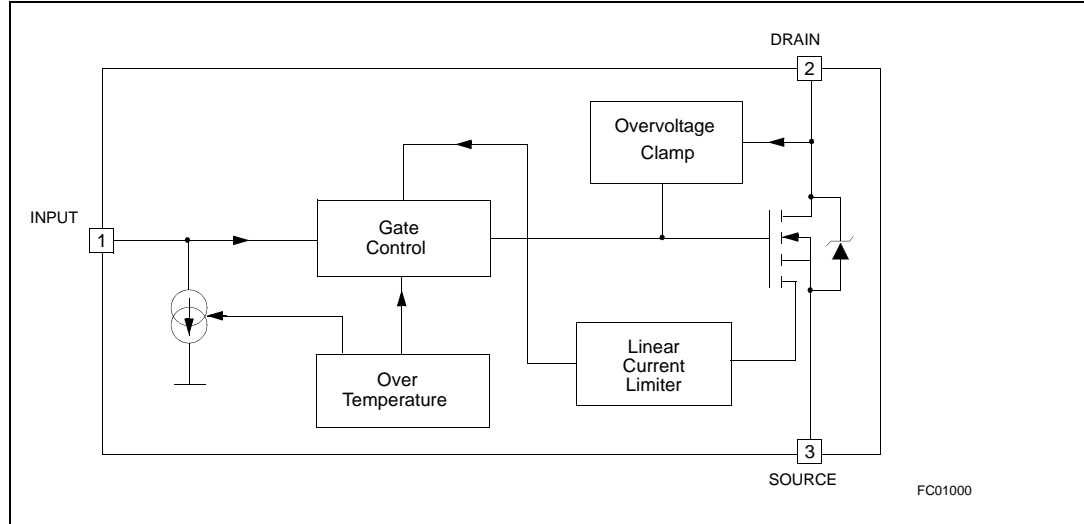 DRAIN
2
Overvoltage
Clamp
INPUT
1
Gate
Control
Linear
Current
Limiter
Over
Temperature
3
SOURCE
FC01000